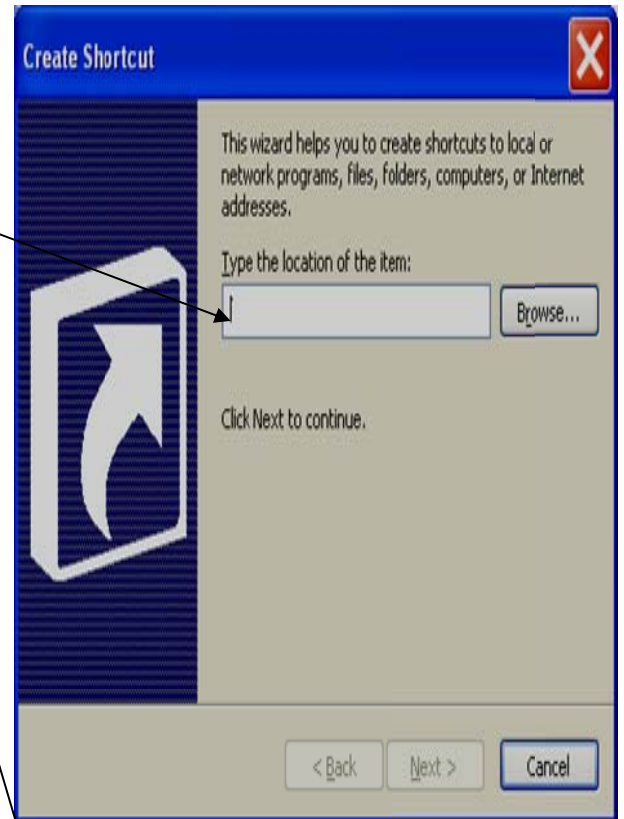 Create Shortcut
This wizard helps you to create shortcuts to local or
network programs, files, folders, computers, or Internet
addresses.
Type the location of the item:
Browse...
Click Next to continue.
< Back
Next >
Cancel